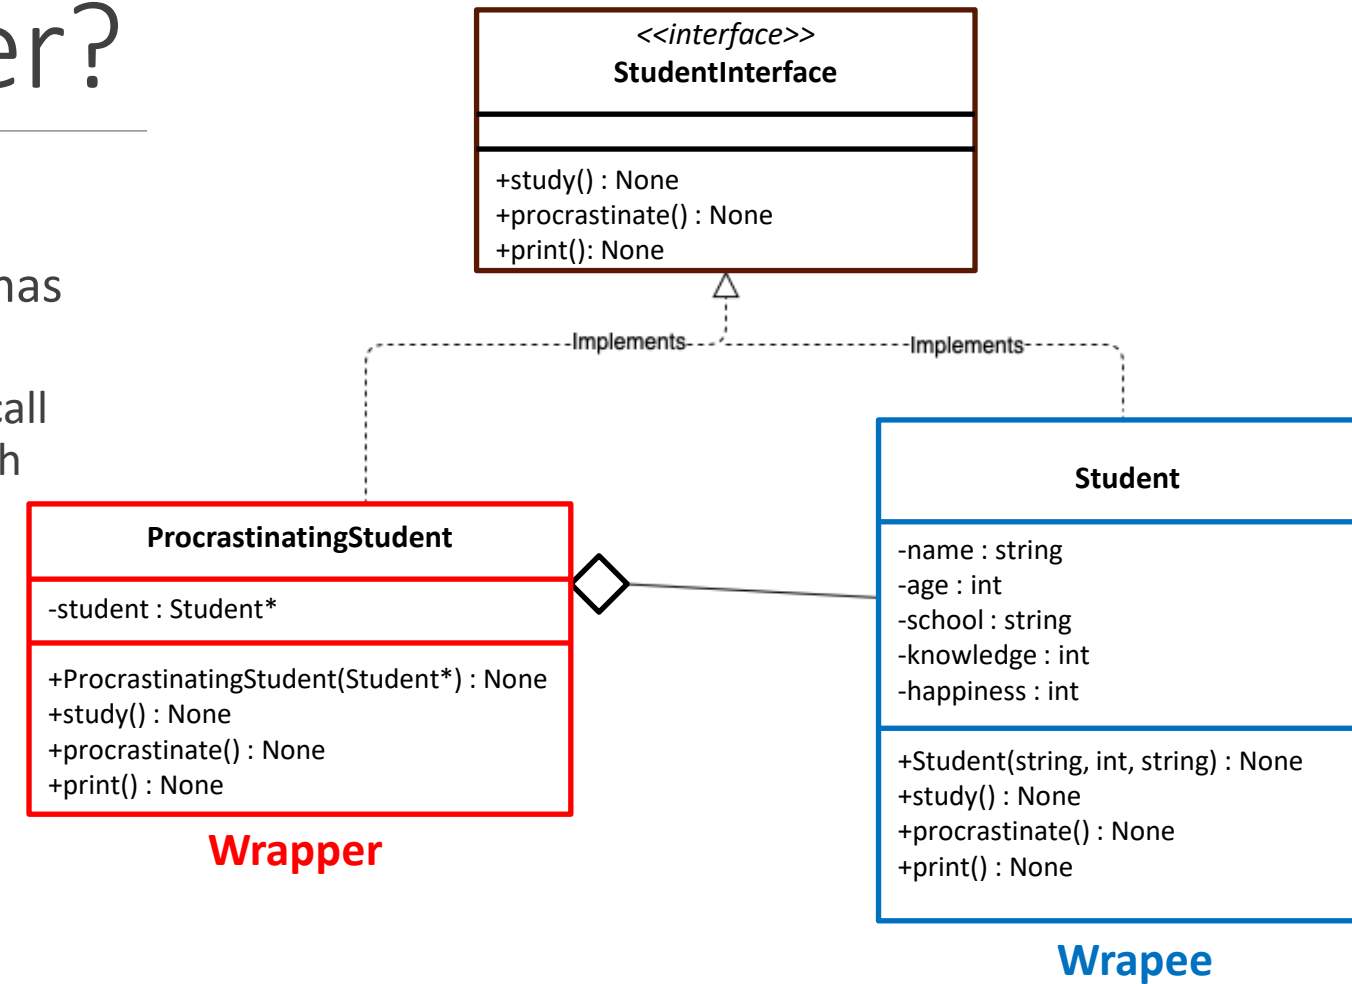 er?
has
call
h
<<interface>>
StudentInterface
+study() : None
+procrastinate() : None
+print(): None
Implements
Implements
ProcrastinatingStudent
-student : Student*
+ProcrastinatingStudent(Student*) : None
+study() : None
+procrastinate() : None
+print() : None
Wrapper
Student
-name : string
-age : int
-school : string
-knowledge : int
-happiness : int
+Student(string, int, string) : None
+study() : None
+procrastinate() : None
+print() : None
Wrapee